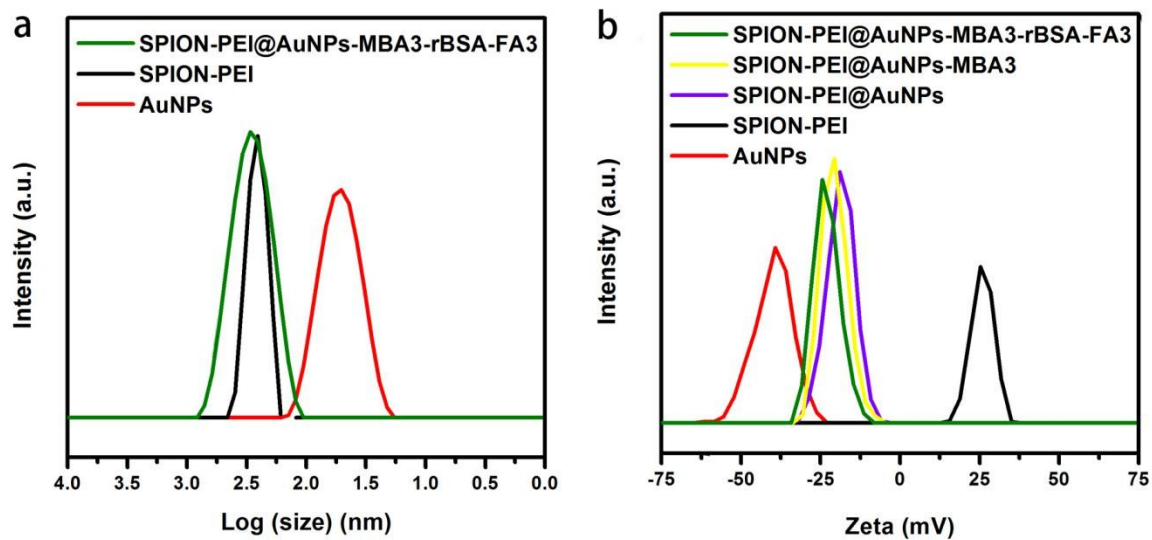 a
SPION-PEI@AuNPs-MBA3-rBSA-FA3
SPION-PEI
AuNPs
Intensity (a.u.)
4.0 3.5 3.0 2.5 2.0 1.5 1.0 0.5 0.0
Log (size) (nm)
b
SPION-PEI@AuNPs-MBA3-rBSA-FA3
SPION-PEI@AuNPs-MBA3
SPION-PEI@AuNPs
SPION-PEI
AuNPs
Intensity (a.u.)
-75 -50 -25 0 25 50 75
Zeta (mV)